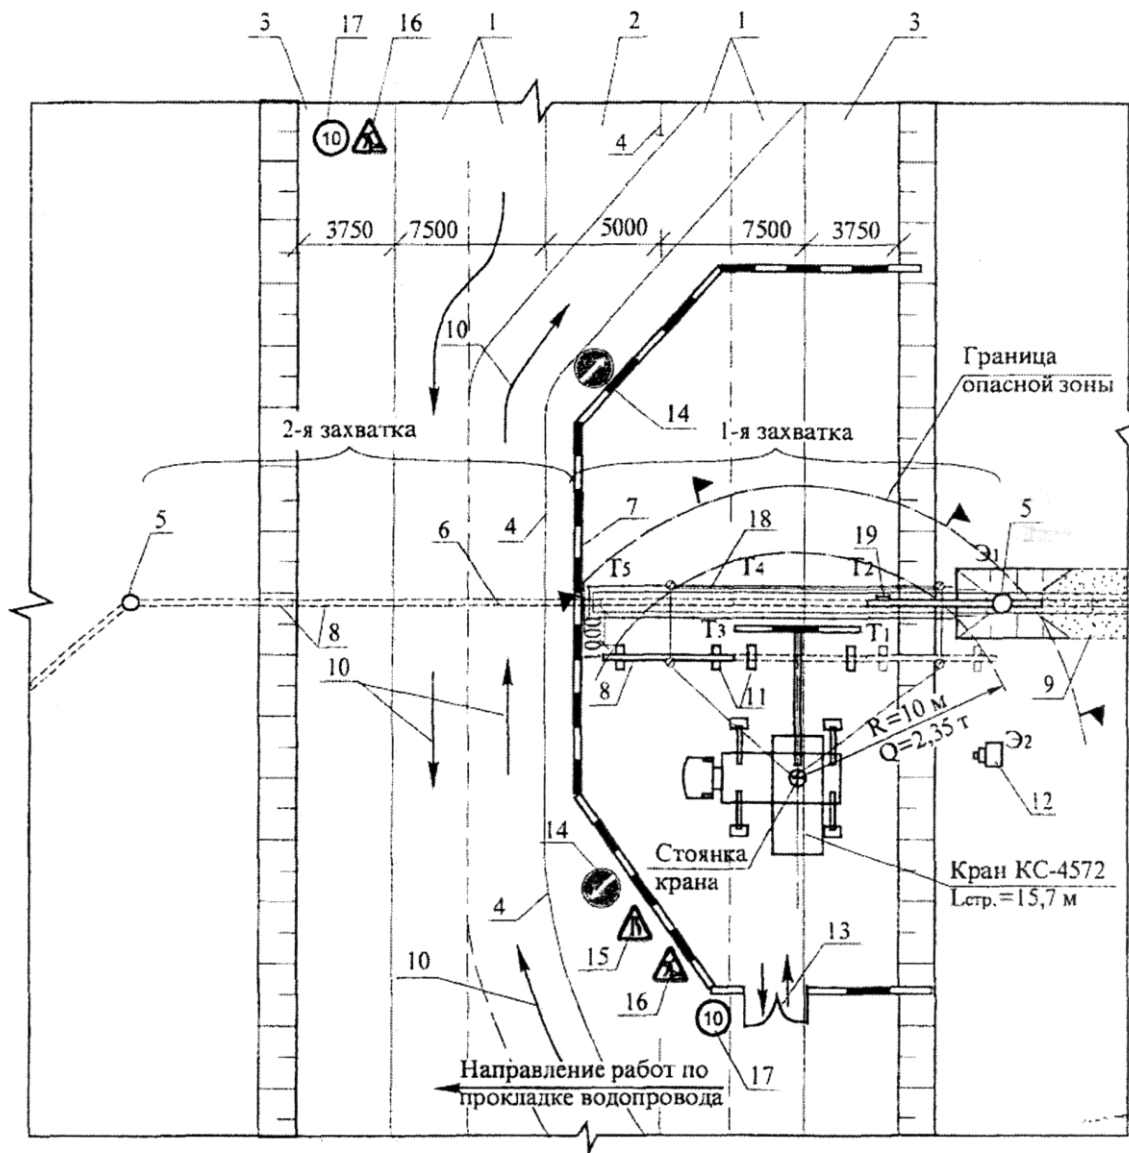 3 17 16 1 2 1 3
10
4
3750 7500 5000 7500 3750
10
Граница
опасной зоны
14
2-я захватка
1-я захватка
5 6 4 7 18 19 5
Э1
Т5 Т4 Т2
1000
Т3 Т1
8 8 11 9
10
R=10 м
Q=2,35 т
Э2
12
14
Стоянка
крана
Кран КС-4572
Lстр.=15,7 м
4
10 15 13
16
10
17
Направление работ по
прокладке водопровода